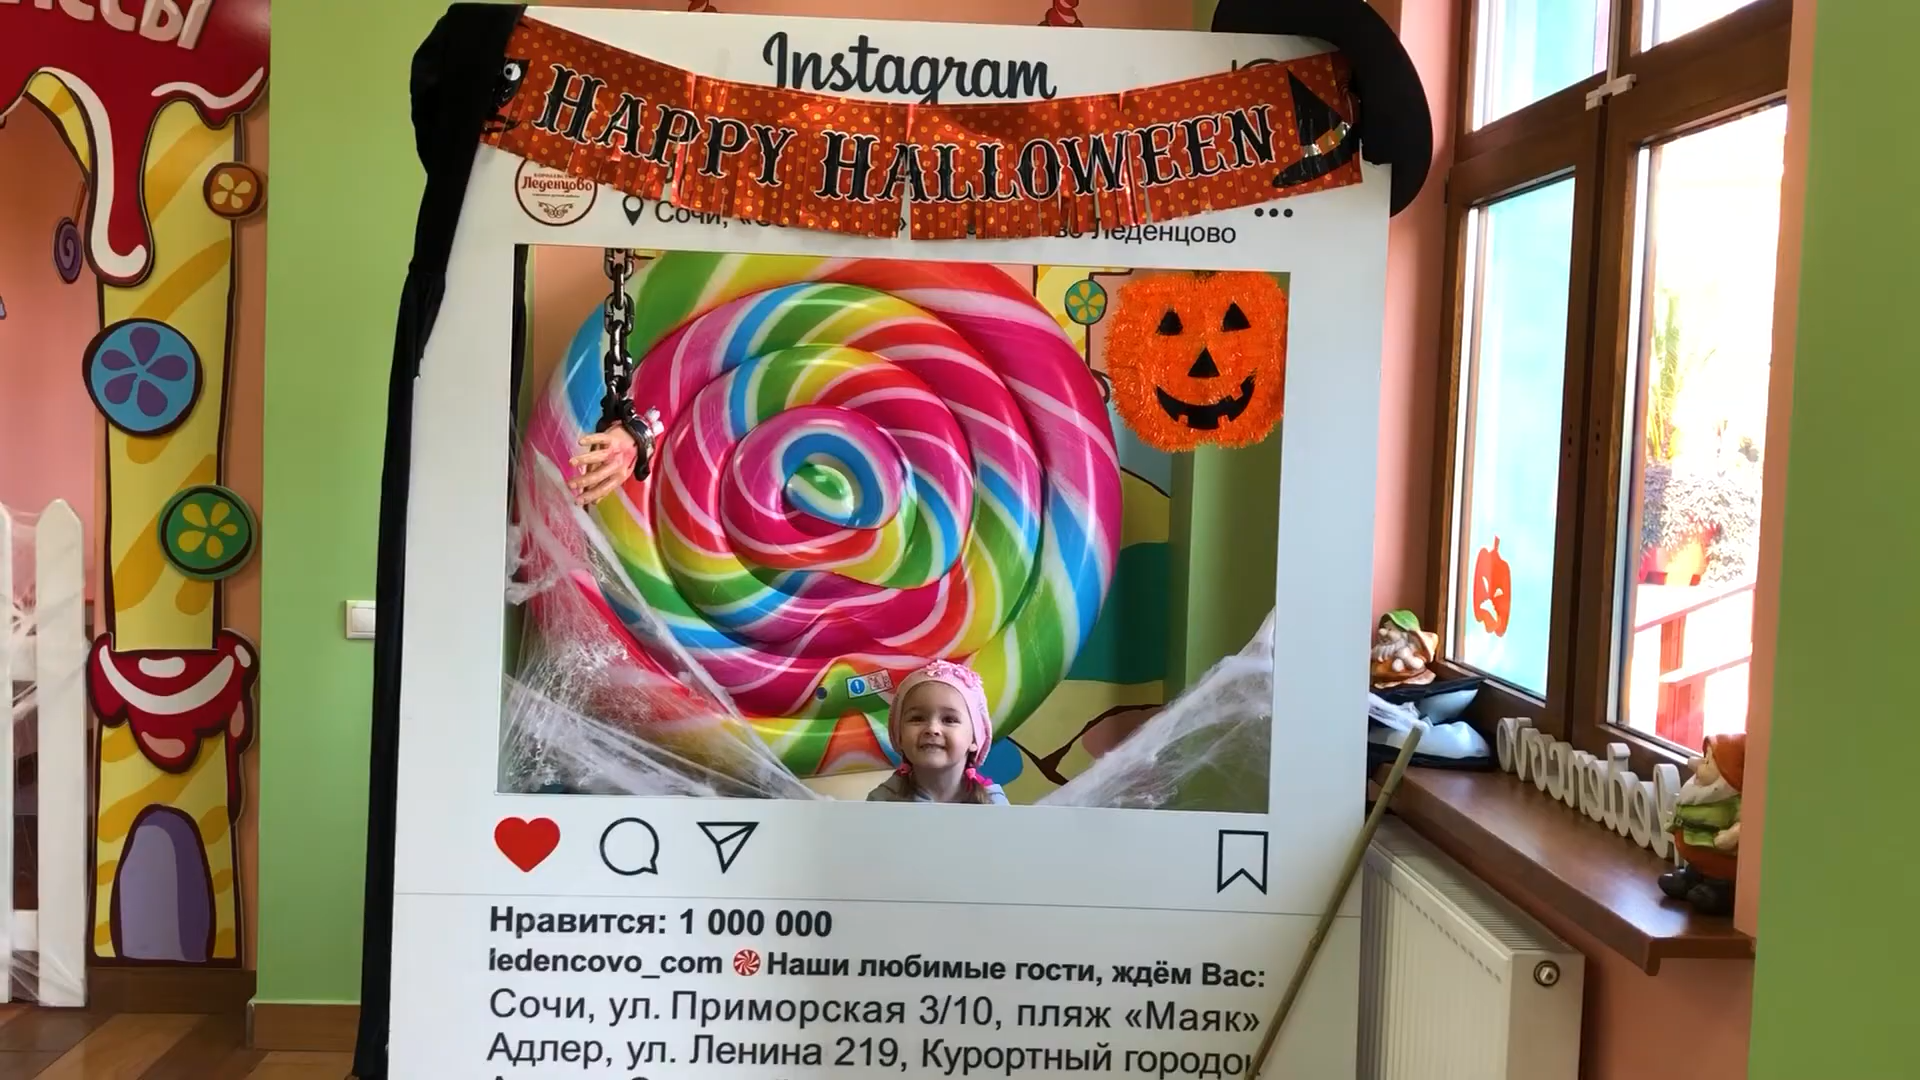 ССЫ
Instagram
HAPPY HALLOWEEN
Леденцово
Сочи,
Леденцово
Нравится: 1 000 000
ledencovo_com Наши любимые гости, ждём Вас:
Сочи, ул. Приморская 3/10, пляж «Маяк»
Адлер, ул. Ленина 219, Курортный городо
Ledencovo